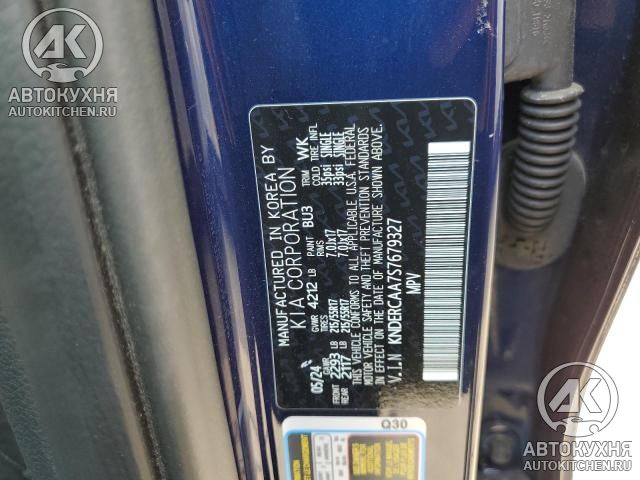 АК
АВТОКУХНЯ
AUTOKITCHEN.RU
MANUFACTURED IN KOREA BY
KIA CORPORATION
05/24 GVWR 4212 LB PAINT BU3 TRIM WK
GAWR TIRES RIMS COLD TIRE INFL
FRONT 2293 LB 215/55R17 7.0Jx17 35psi SINGLE
REAR 2117 LB 215/55R17 7.0Jx17 33psi SINGLE
THIS VEHICLE CONFORMS TO ALL APPLICABLE U.S.A FEDERAL
MOTOR VEHICLE SAFETY AND THEFT PREVENTION STANDARDS
IN EFFECT ON THE DATE OF MANUFACTURE SHOWN ABOVE.
V.I.N KNDERCAA7S7679327
MPV
Q30
АК
АВТОКУХНЯ
AUTOKITCHEN.RU